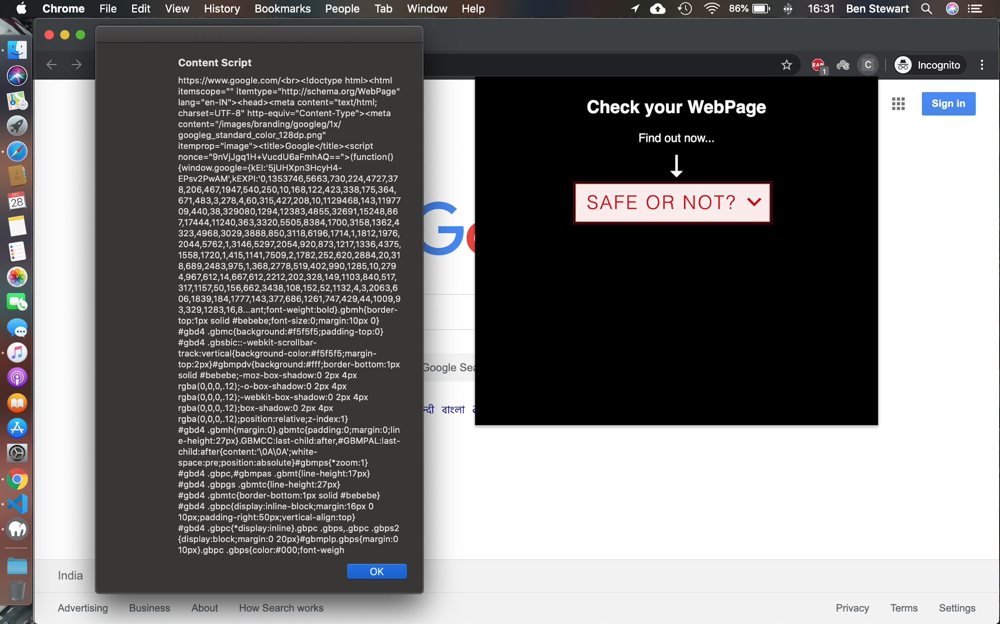 Chrome File Edit View History Bookmarks People Tab Window Help 86% 16:31 Ben Stewart
EAB 1 C Incognito
Content Script
https://www.google.com/<br><!doctype html><html
itemscope="" itemtype="http://schema.org/WebPage"
lang="en-IN"><head><meta content="text/html;
charset=UTF-8" http-equiv="Content-Type"><meta
content="/images/branding/googleg/1x/
googleg_standard_color_128dp.png"
itemprop="image"><title>Google</title><script
nonce="9nVjJgq1H+VucdU6aFmhAQ==">(function()
{window.google={kEI:'5jUHXpn3HcyH4-
EPsv2PwAM',kEXPI:'0,1353746,5663,730,224,4727,37
8,206,467,1947,540,250,10,168,122,423,338,175,364,
671,483,3,278,4,60,315,427,208,10,1129468,143,11977
09,440,38,329080,1294,12383,4855,32691,15248,86
7,17444,11240,363,3320,5505,8384,1700,3158,1362,4
323,4968,3029,3888,850,3118,6196,1714,1,1812,1976,
2044,5762,1,3146,5297,2054,920,873,1217,1336,4375,
1558,1720,1,415,1141,7509,2,1782,252,620,2884,20,31
8,689,2483,975,1,368,2778,519,402,990,1285,10,279
4,967,612,14,667,612,2212,202,328,149,1103,840,517,
317,1157,50,156,662,3438,108,152,52,1132,4,3,2063,6
06,1839,184,1777,143,377,686,1261,747,429,44,1009,9
3,329,1283,16,8...ant;font-weight:bold}.gbmh{border-
top:1px solid #bebebe;font-size:0;margin:10px 0}
#gbd4 .gbmc{background:#f5f5f5;padding-top:0}
#gbd4 .gbsbic::-webkit-scrollbar-
track:vertical{background-color:#f5f5f5;margin-
top:2px}#gbmpdv{background:#fff;border-bottom:1px
solid #bebebe;-moz-box-shadow:0 2px 4px
rgba(0,0,0,.12);-o-box-shadow:0 2px 4px
rgba(0,0,0,.12);-webkit-box-shadow:0 2px 4px
rgba(0,0,0,.12);box-shadow:0 2px 4px
rgba(0,0,0,.12);position:relative;z-index:1}
#gbd4 .gbmh{margin:0}.gbmtc{padding:0;margin:0;lin
e-height:27px}.GBMCC:last-child:after,#GBMPAL:last-
child:after{content:'\0A\0A';white-
space:pre;position:absolute}#gbmps{*zoom:1}
#gbd4 .gbpc,#gbmpas .gbmt{line-height:17px}
#gbd4 .gbpgs .gbmtc{line-height:27px}
#gbd4 .gbmtc{border-bottom:1px solid #bebebe}
#gbd4 .gbpc{display:inline-block;margin:16px 0
10px;padding-right:50px;vertical-align:top}
#gbd4 .gbpc{*display:inline}.gbpc .gbps,.gbpc .gbps2
{display:block;margin:0 20px}#gbmplp.gbps{margin:0
10px}.gbpc .gbps{color:#000;font-weigh
OK
Check your WebPage
Find out now...
SAFE OR NOT?
Sign in
DEC
28
Google Sea
বাংলা
India
Advertising Business About How Search works Privacy Terms Settings